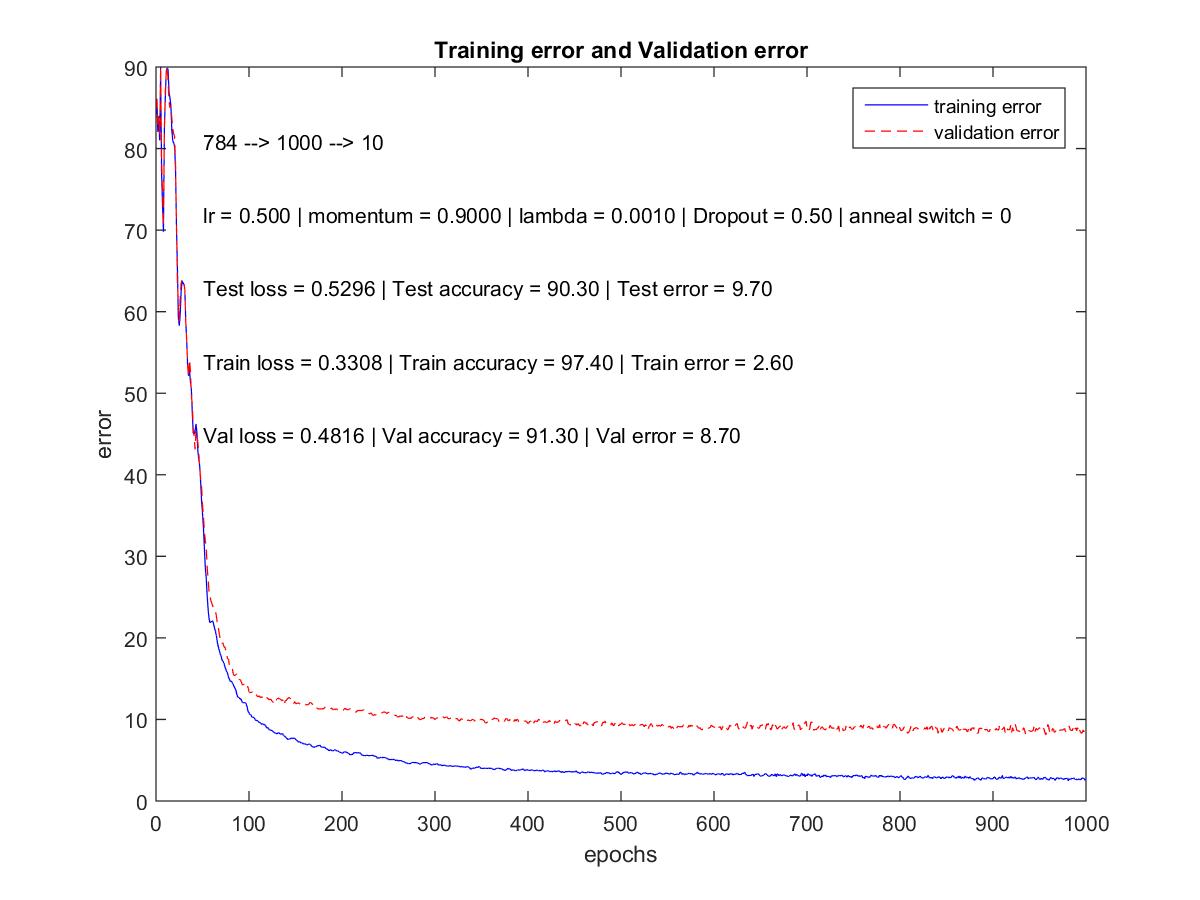 Training error and Validation error
training error
validation error
784 --> 1000 --> 10
lr = 0.500 | momentum = 0.9000 | lambda = 0.0010 | Dropout = 0.50 | anneal switch = 0
Test loss = 0.5296 | Test accuracy = 90.30 | Test error = 9.70
Train loss = 0.3308 | Train accuracy = 97.40 | Train error = 2.60
Val loss = 0.4816 | Val accuracy = 91.30 | Val error = 8.70
error
90
80
70
60
50
40
30
20
10
0
0 100 200 300 400 500 600 700 800 900 1000
epochs